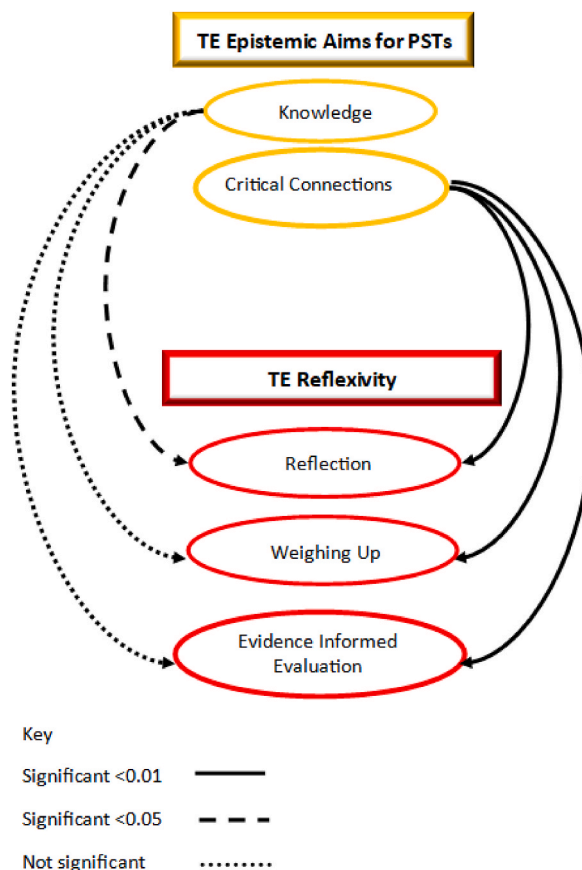 TE Epistemic Aims for PSTs
Knowledge
Critical Connections
TE Reflexivity
Reflection
Weighing Up
Evidence Informed
Evaluation
Key
Significant <0.01
Significant <0.05
Not significant